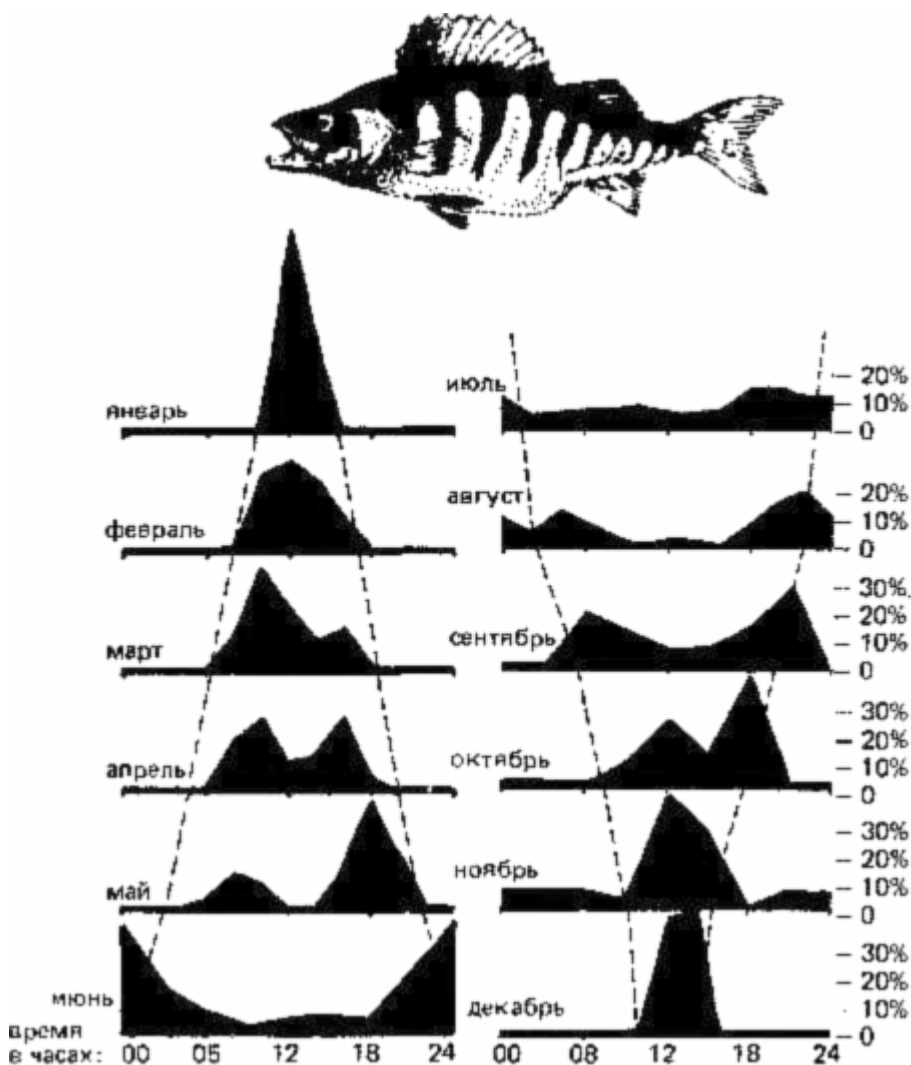 январь
февраль
март
апрель
май
июнь
время
в часах: 00 06 12 18 24
июль
20%
10%
0
август
20%
10%
0
сентябрь
30%
20%
10%
0
октябрь
30%
20%
10%
0
ноябрь
30%
20%
10%
0
декабрь
30%
20%
10%
0
00 08 12 18 24